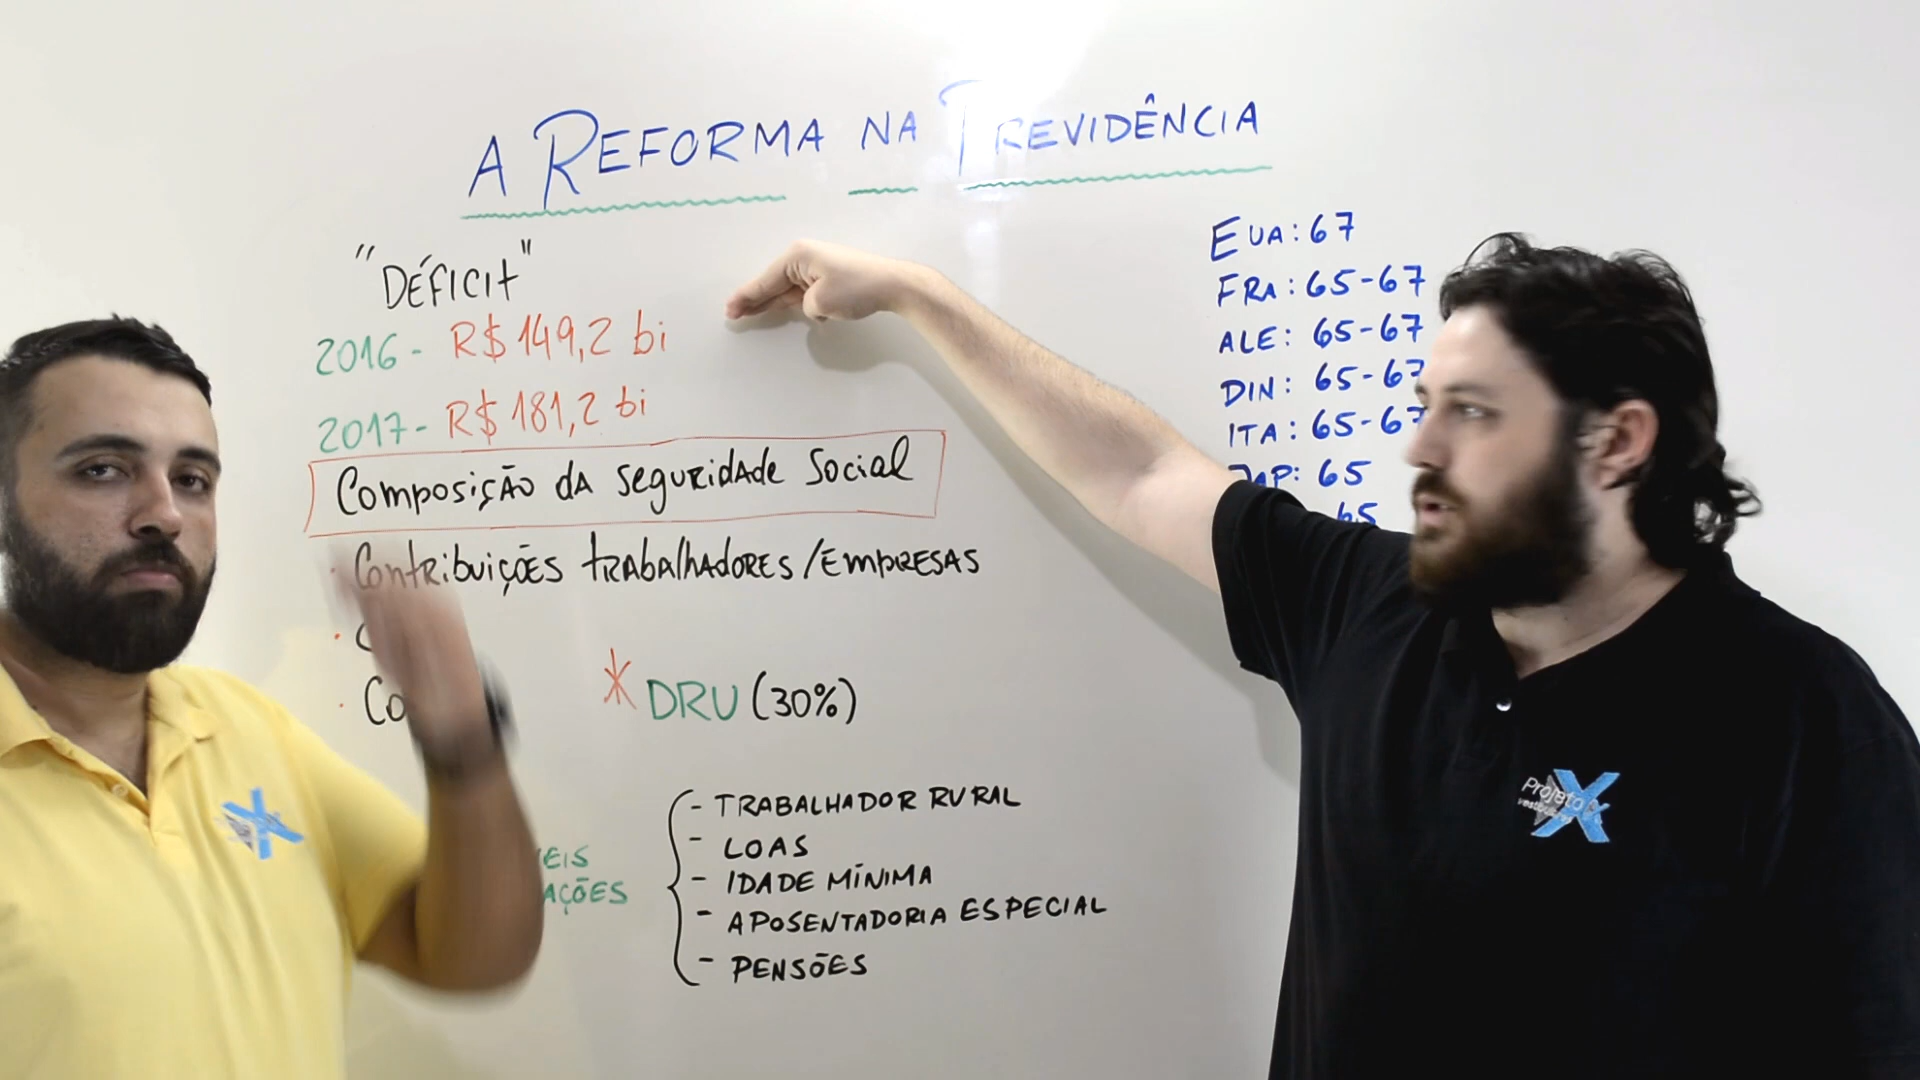 A REFORMA NA PREVIDÊNCIA
"DÉFICIT"
2016 - R$ 149,2 bi
2017 - R$ 181,2 bi
Composição da seguridade Social
· Contribuições trabalhadores/Empresas
* DRU (30%)
- TRABALHADOR RURAL
- LOAS
- IDADE MÍNIMA
- APOSENTADORIA ESPECIAL
- PENSÕES
EUA: 67
FRA: 65-67
ALE: 65-67
DIN: 65-67
ITA: 65-67
JAP: 65
65
Projeto X